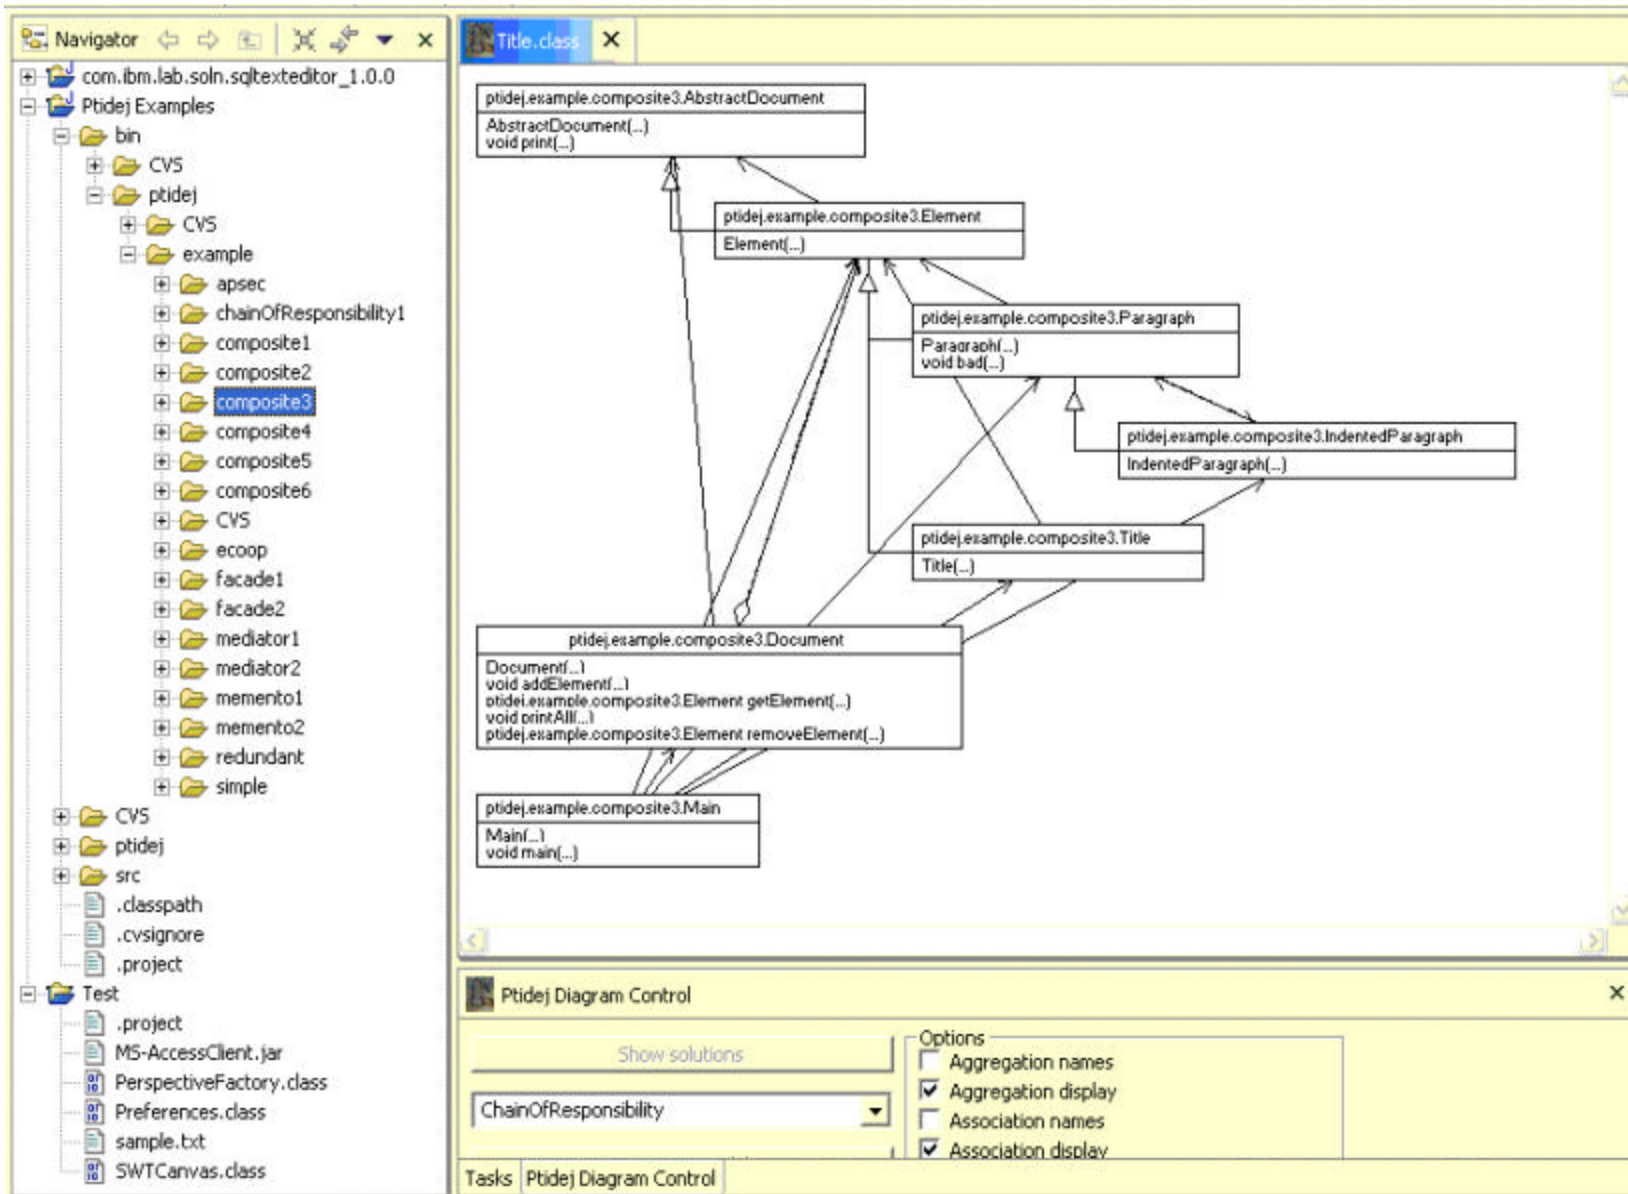 Navigator
com.ibm.lab.soln.sqltexteditor_1.0.0
Ptidej Examples
bin
CVS
ptidej
CVS
example
apsec
chainOfResponsibility1
composite1
composite2
composite3
composite4
composite5
composite6
CVS
ecoop
facade1
facade2
mediator1
mediator2
memento1
memento2
redundant
simple
CVS
ptidej
src
.classpath
.cvsignore
.project
Test
.project
MS-AccessClient.jar
PerspectiveFactory.class
Preferences.class
sample.txt
SWTCanvas.class
Title.class
ptidej.example.composite3.AbstractDocument
AbstractDocument(...)
void print(...)
ptidej.example.composite3.Element
Element(...)
ptidej.example.composite3.Paragraph
Paragraph(...)
void bad(...)
ptidej.example.composite3.IndentedParagraph
IndentedParagraph(...)
ptidej.example.composite3.Title
Title(...)
ptidej.example.composite3.Document
Document(...)
void addElement(...)
ptidej.example.composite3.Element getElement(...)
void printAll(...)
ptidej.example.composite3.Element removeElement(...)
ptidej.example.composite3.Main
Main(...)
void main(...)
Ptidej Diagram Control
Show solutions
ChainOfResponsibility
Options
Aggregation names
Aggregation display
Association names
Association display
Tasks
Ptidej Diagram Control